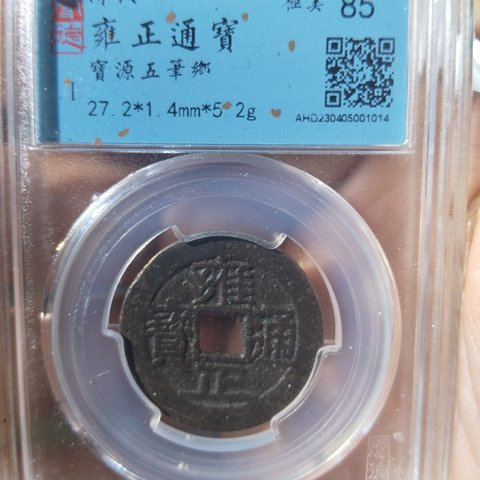 極美 85
雍正通寶
寶源五筆鄉
1
27.2*1.4mm*5.2g
AHD230405001014
雍
寶 通
正